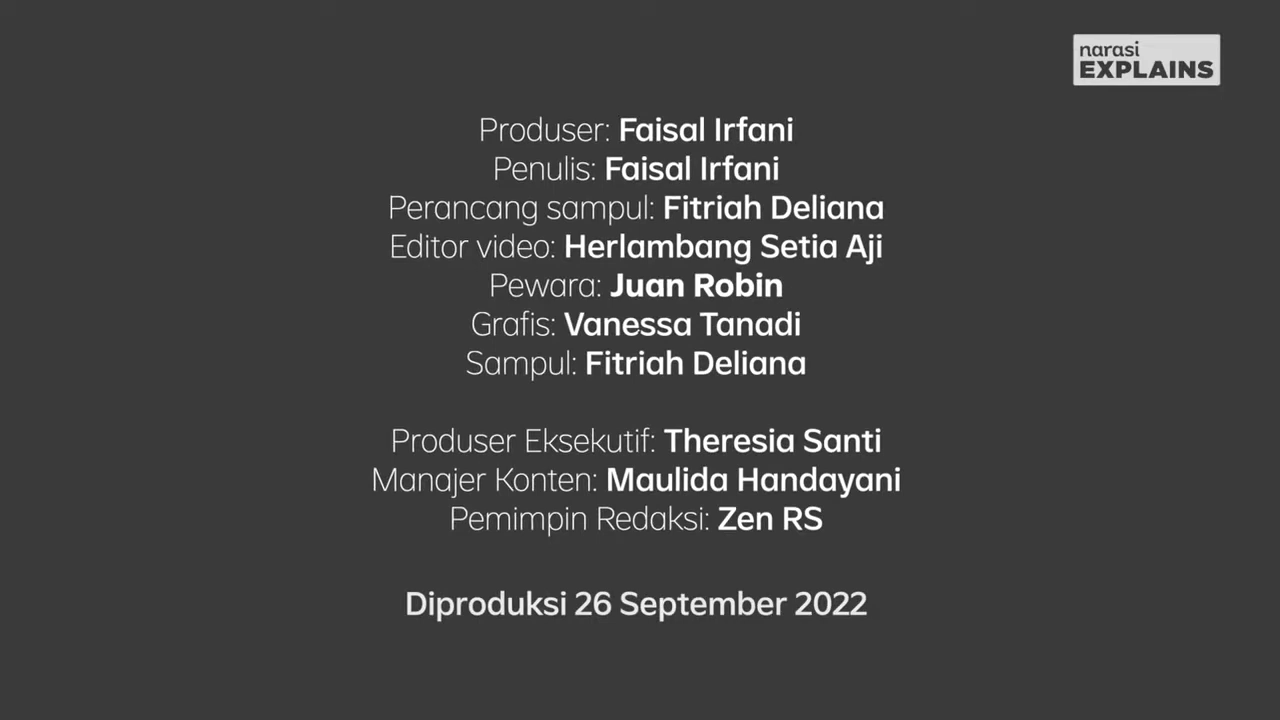 narasi
EXPLAINS
Produser: Faisal Irfani
Penulis: Faisal Irfani
Perancang sampul: Fitriah Deliana
Editor video: Herlambang Setia Aji
Pewara: Juan Robin
Grafis: Vanessa Tanadi
Sampul: Fitriah Deliana
Produser Eksekutif: Theresia Santi
Manajer Konten: Maulida Handayani
Pemimpin Redaksi: Zen RS
Diproduksi 26 September 2022